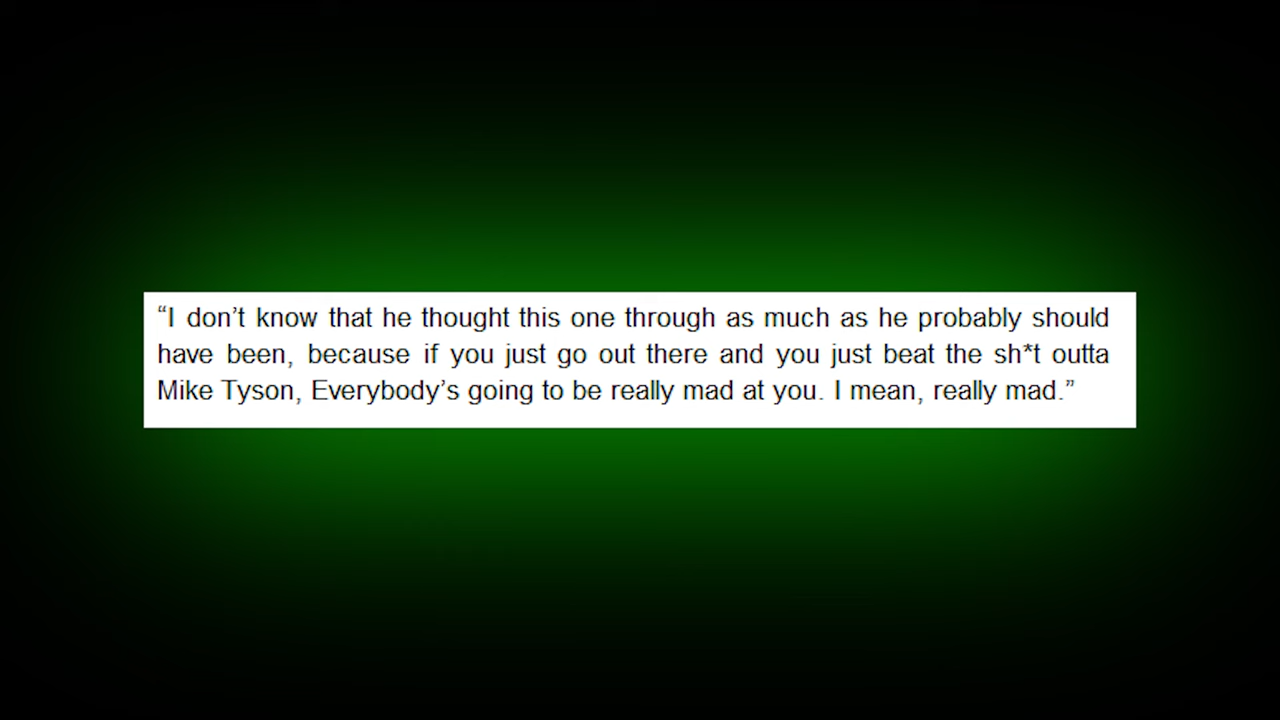 “I don’t know that he thought this one through as much as he probably should
have been, because if you just go out there and you just beat the sh*t outta
Mike Tyson, Everybody’s going to be really mad at you. I mean, really mad.”